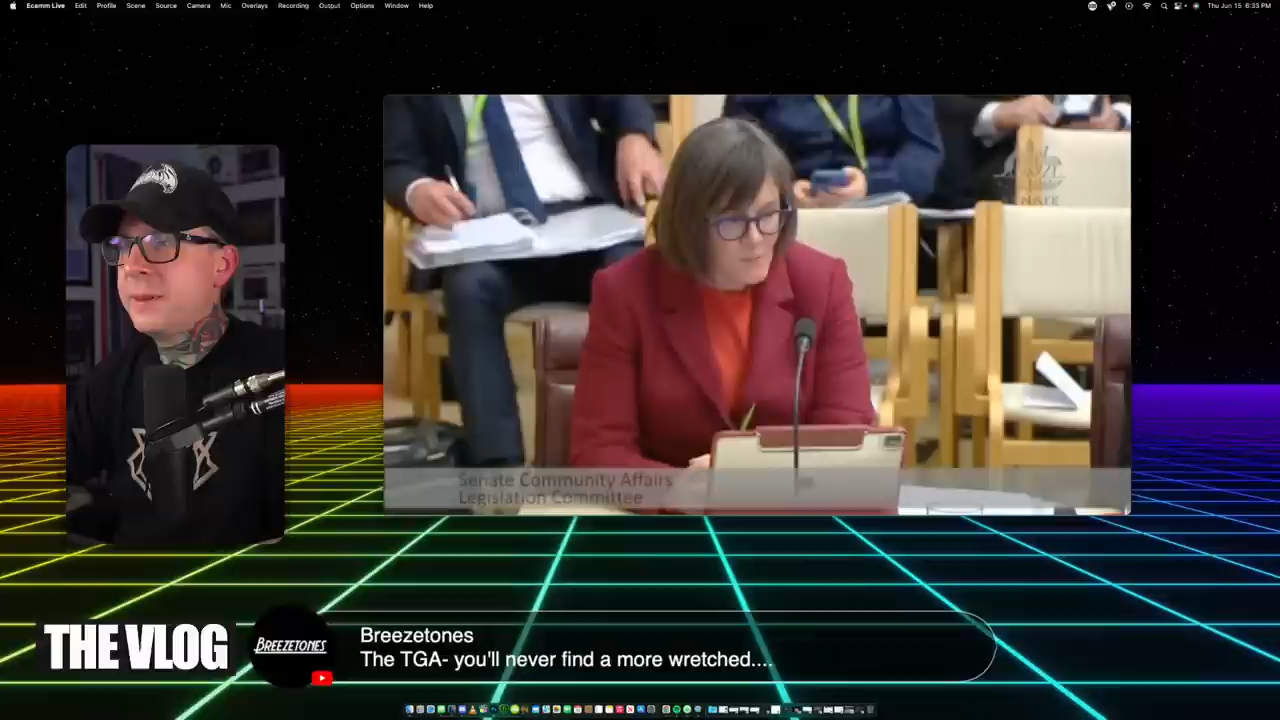 Ecamm Live Edit Profile Scene Source Camera Mic Overlays Recording Output Options Window Help Thu Jun 15 6:33 PM
Senate Community Affairs
Legislation Committee
THE VLOG
BREEZETONES
Breezetones
The TGA- you'll never find a more wretched....